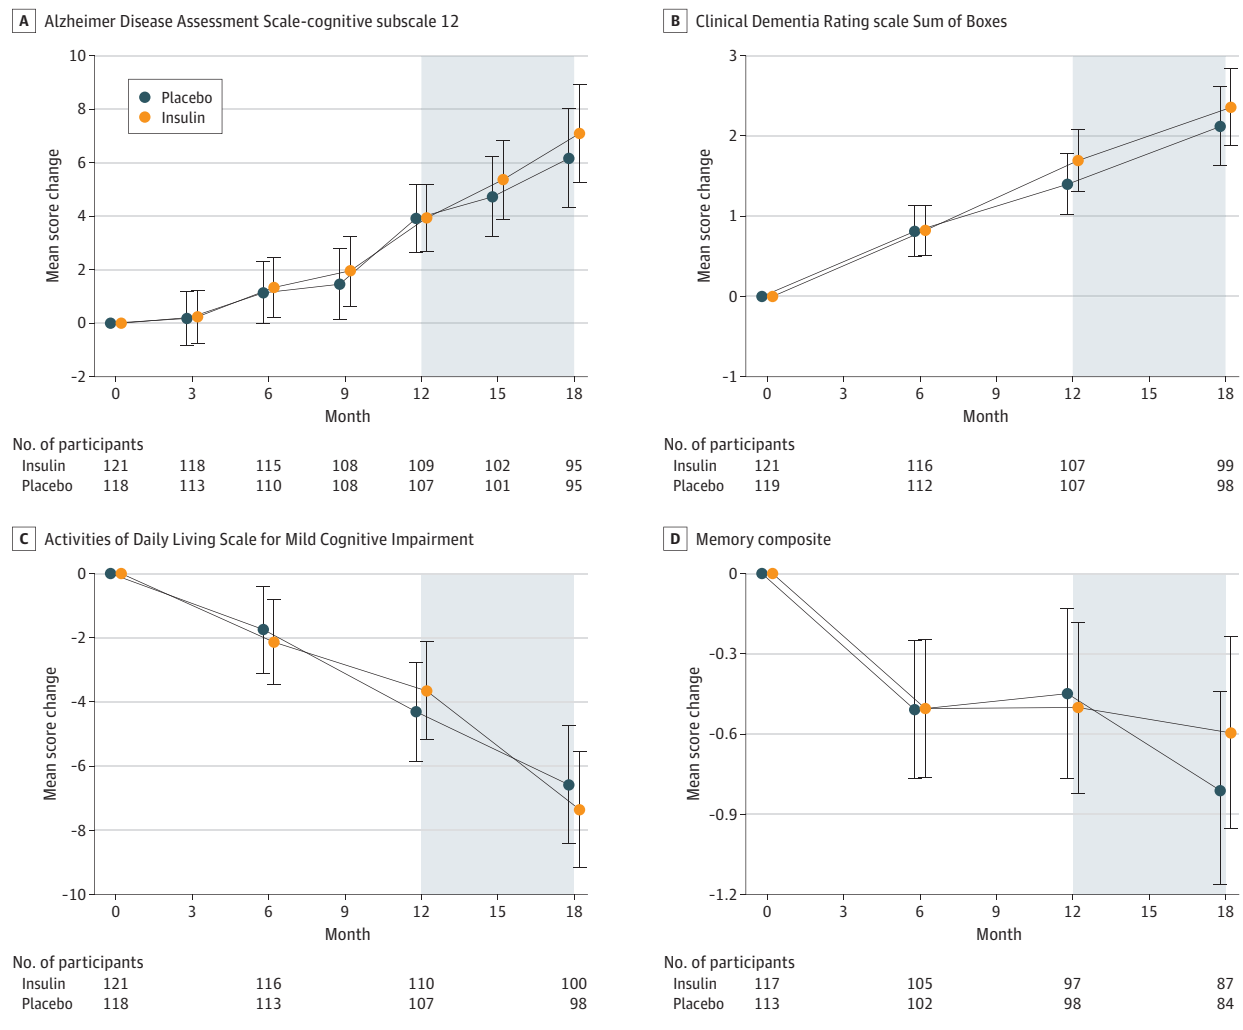 A Alzheimer Disease Assessment Scale-cognitive subscale 12
10
8
6
4
2
0
-2
Mean score change
Placebo
Insulin
0 3 6 9 12 15 18
Month
No. of participants
Insulin 121 118 115 108 109 102 95
Placebo 118 113 110 108 107 101 95
B Clinical Dementia Rating scale Sum of Boxes
3
2
1
0
-1
Mean score change
0 3 6 9 12 15 18
Month
No. of participants
Insulin 121 116 107 99
Placebo 119 112 107 98
C Activities of Daily Living Scale for Mild Cognitive Impairment
0
-2
-4
-6
-8
-10
Mean score change
0 3 6 9 12 15 18
Month
No. of participants
Insulin 121 116 110 100
Placebo 118 113 107 98
D Memory composite
0
-0.3
-0.6
-0.9
-1.2
Mean score change
0 3 6 9 12 15 18
Month
No. of participants
Insulin 117 105 97 87
Placebo 113 102 98 84